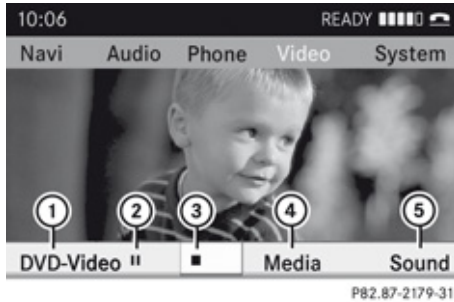 10:06 READY
Navi Audio Phone Video System
1 2 3 4 5
DVD-Video Media Sound
P82.87-2179-31